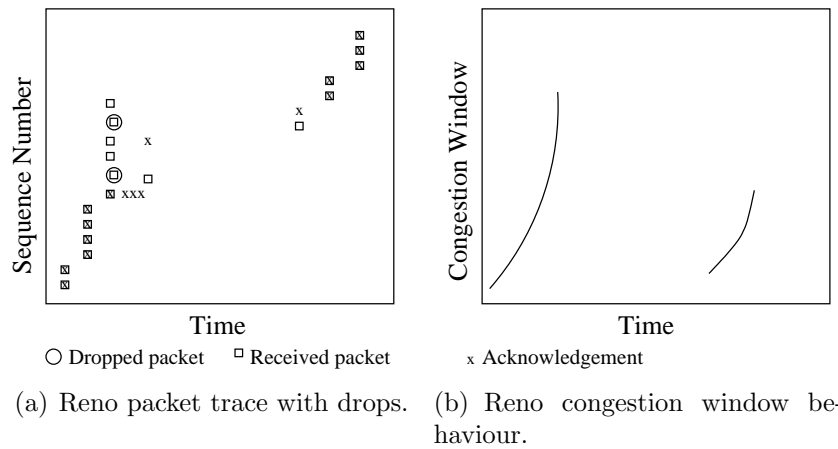 Sequence Number
x
x
xxx
Time
Congestion Window
Time
Dropped packet
Received packet
x Acknowledgement
(a) Reno packet trace with drops.
(b) Reno congestion window be-
haviour.